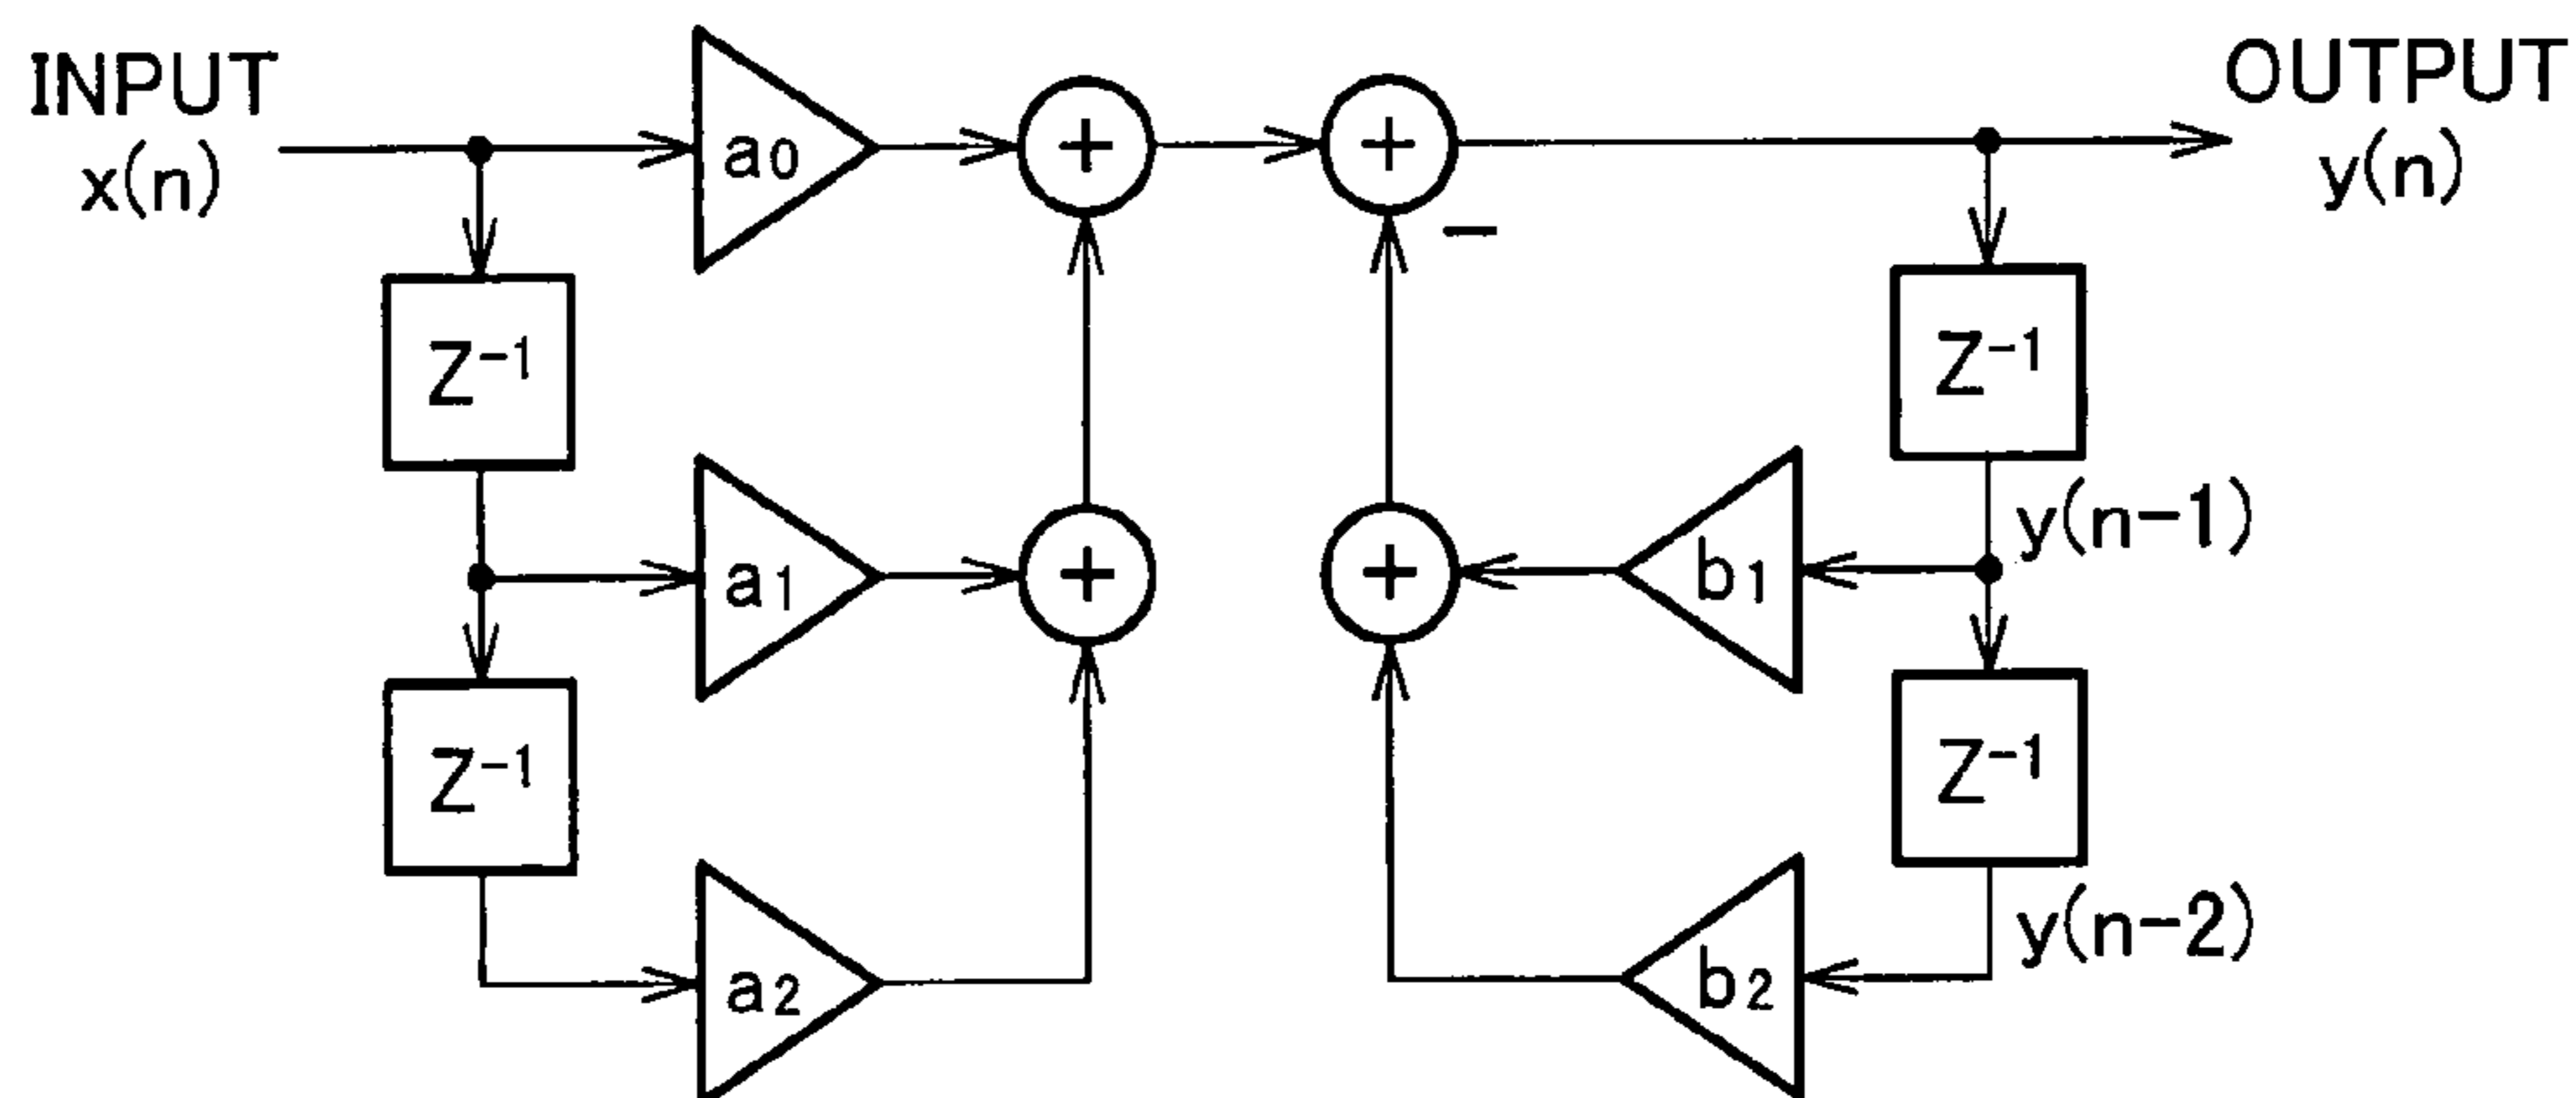 INPUT
x(n)
OUTPUT
y(n)
a0
+
+
−
Z⁻¹
Z⁻¹
a1
+
+
b1
y(n−1)
Z⁻¹
Z⁻¹
a2
b2
y(n−2)